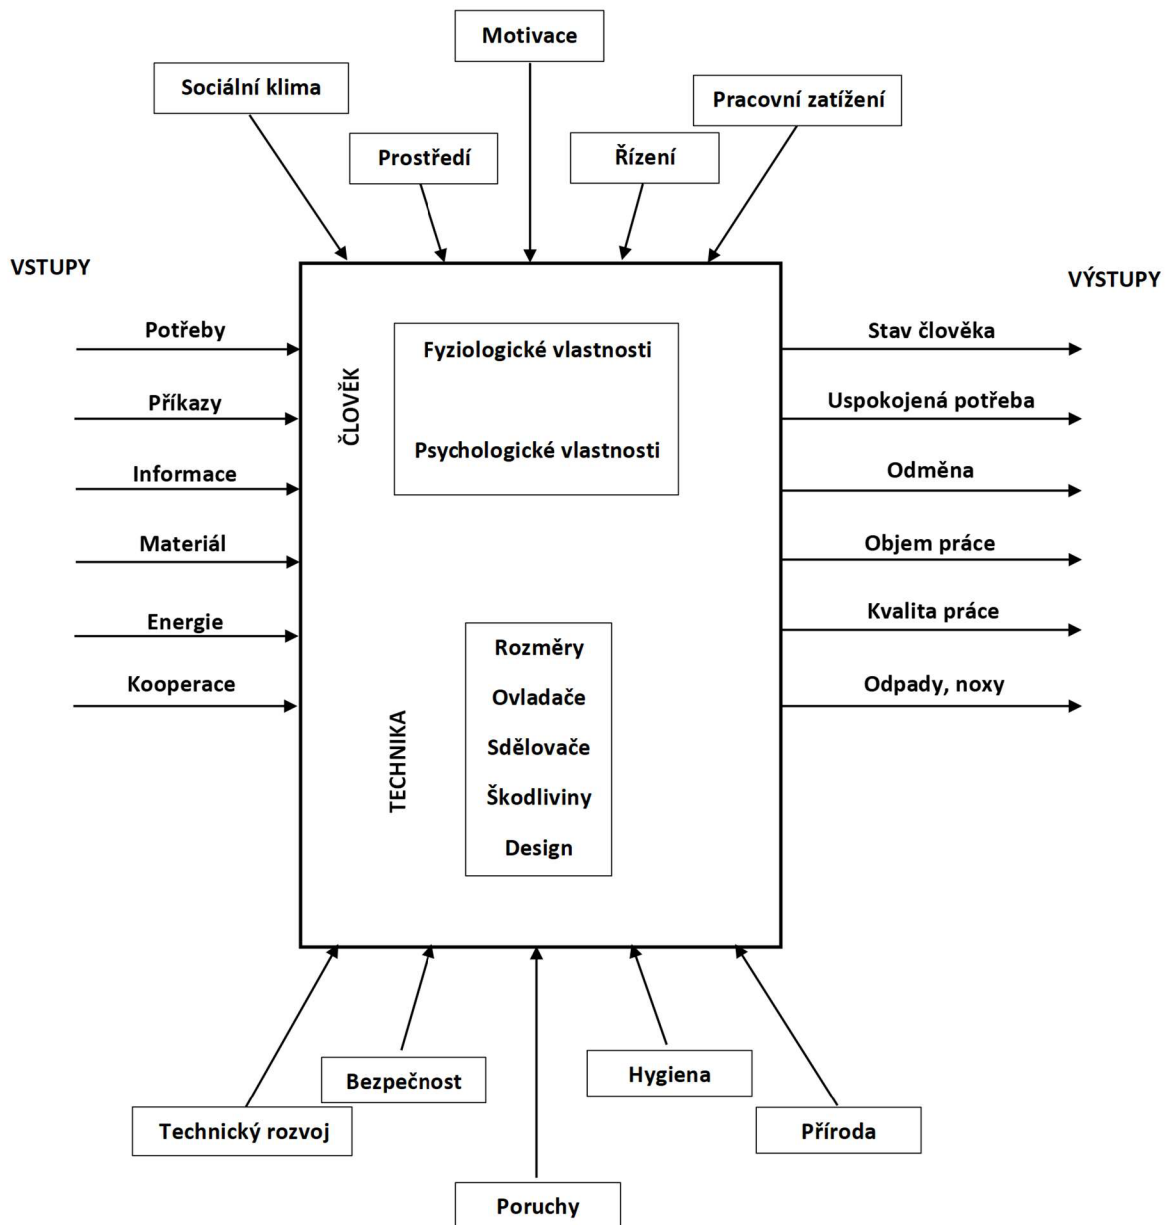 Motivace
Sociální klima
Pracovní zatížení
Prostředí
Řízení
VSTUPY
VÝSTUPY
Potřeby
Příkazy
Informace
Materiál
Energie
Kooperace
ČLOVĚK
Fyziologické vlastnosti
Psychologické vlastnosti
TECHNIKA
Rozměry
Ovladače
Sdělovače
Škodliviny
Design
Stav člověka
Uspokojená potřeba
Odměna
Objem práce
Kvalita práce
Odpady, noxy
Bezpečnost
Hygiena
Technický rozvoj
Příroda
Poruchy